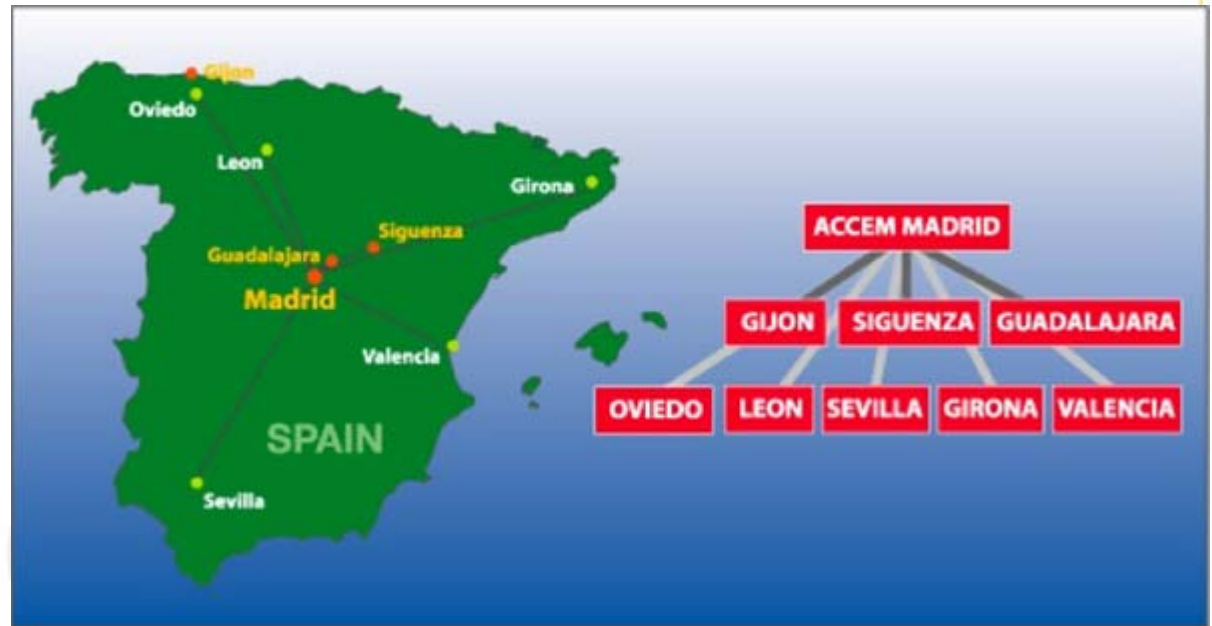 Gijon
Oviedo
Leon
Girona
Siguenza
Guadalajara
Madrid
Valencia
SPAIN
Sevilla
ACCEM MADRID
GIJON SIGUENZA GUADALAJARA
OVIEDO LEON SEVILLA GIRONA VALENCIA